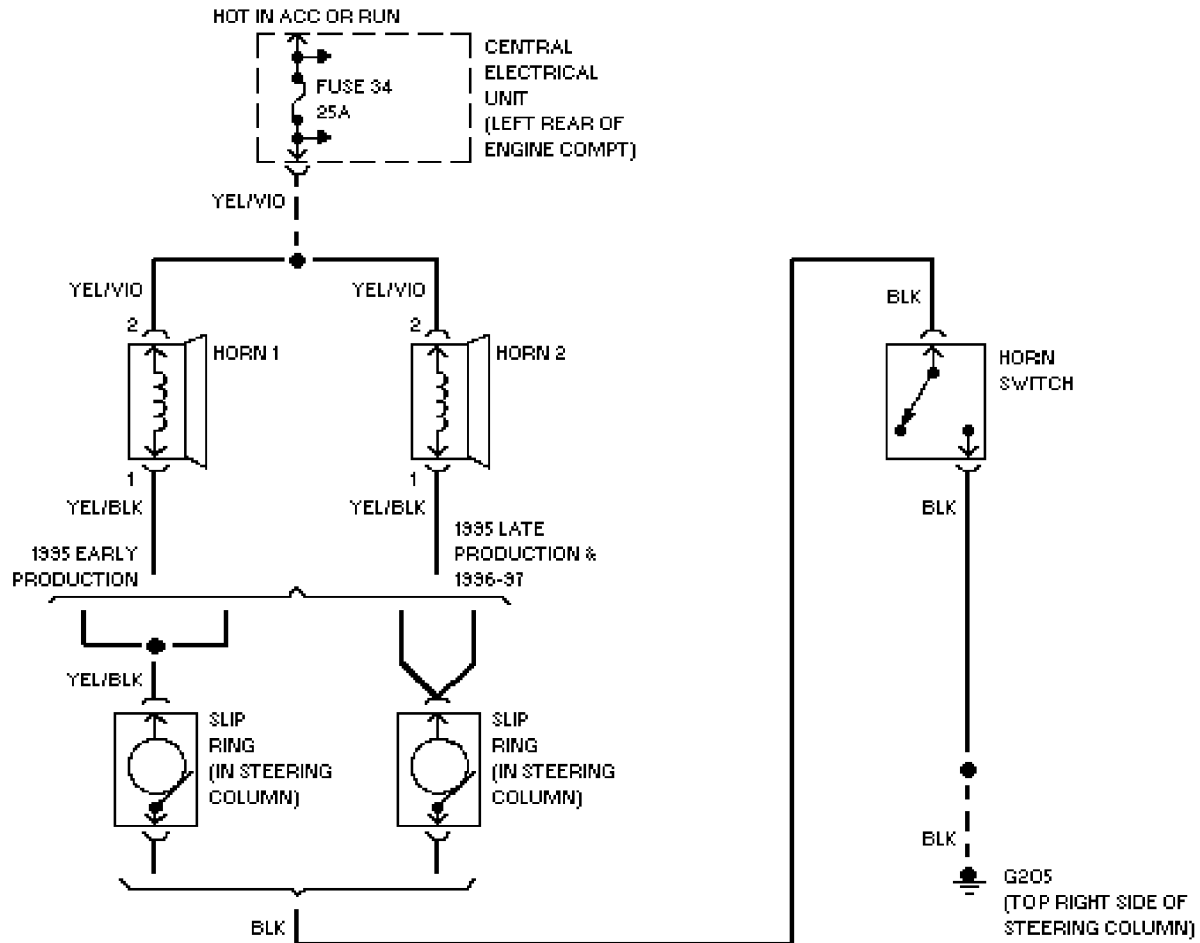 HOT IN ACC OR RUN
CENTRAL
ELECTRICAL
UNIT
(LEFT REAR OF
ENGINE COMPT)
FUSE 34
25A
YEL/VIO
YEL/VIO
YEL/VIO
BLK
2
2
HORN 1
HORN 2
HORN
SWITCH
1
1
YEL/BLK
YEL/BLK
BLK
1995 EARLY
PRODUCTION
1995 LATE
PRODUCTION &
1996-97
YEL/BLK
SLIP
RING
(IN STEERING
COLUMN)
SLIP
RING
(IN STEERING
COLUMN)
BLK
G205
(TOP RIGHT SIDE OF
STEERING COLUMN)
BLK